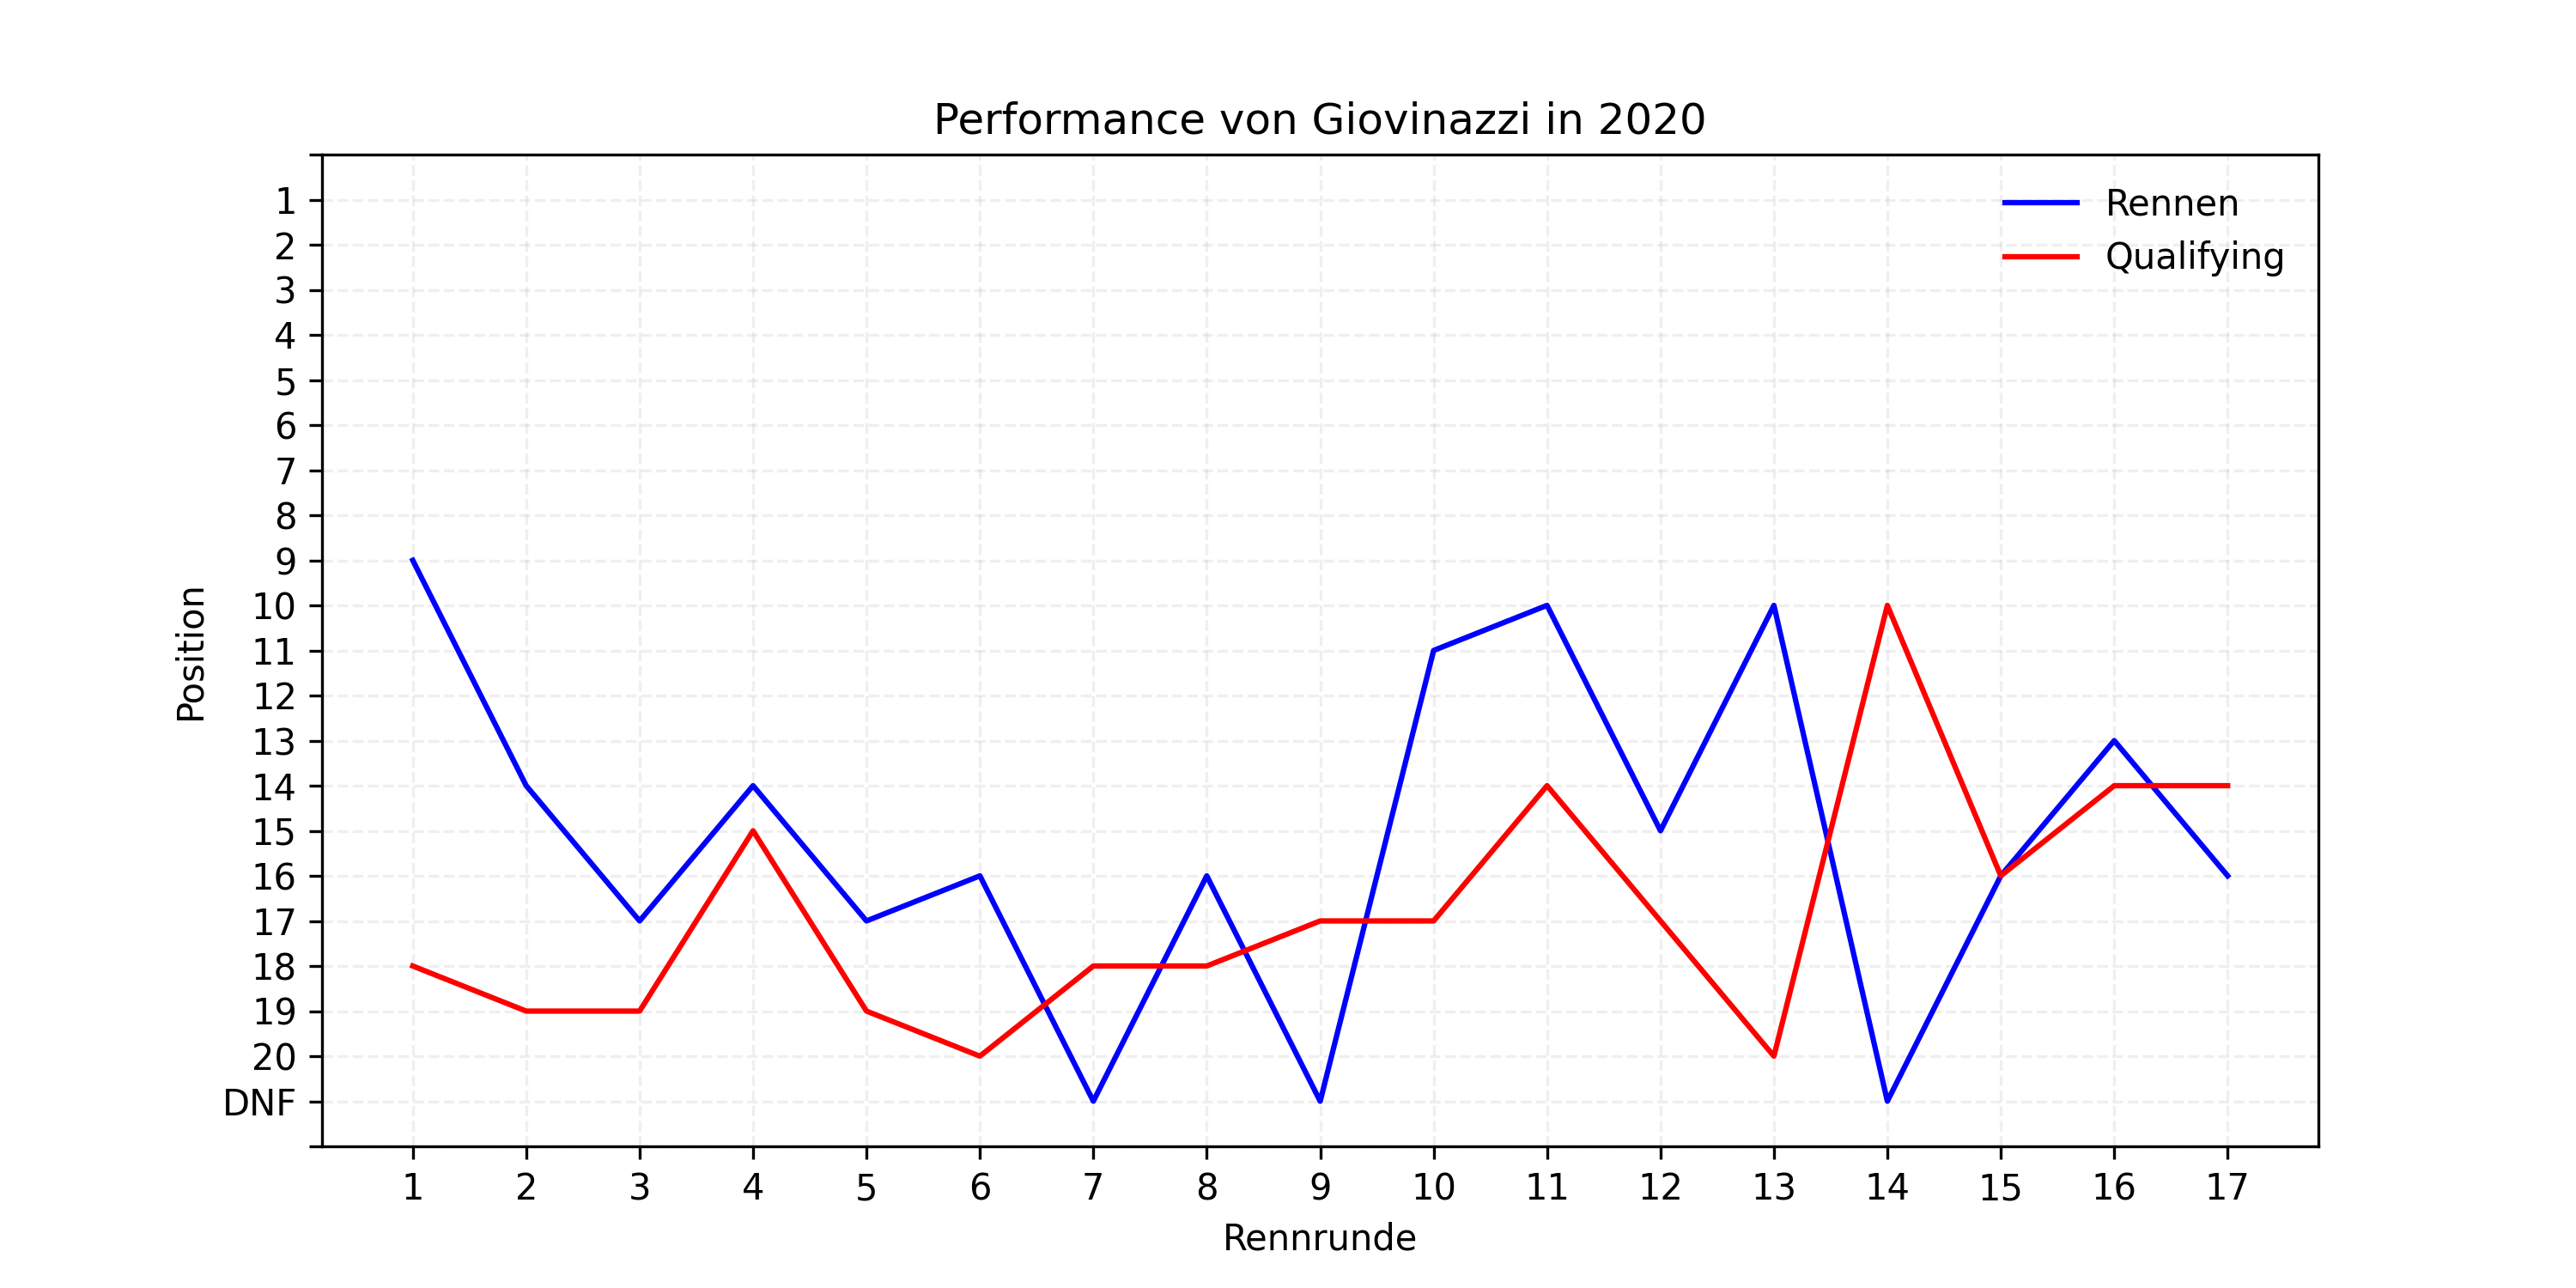 Performance von Giovinazzi in 2020
Rennen
Qualifying
Position
1
2
3
4
5
6
7
8
9
10
11
12
13
14
15
16
17
18
19
20
DNF
1 2 3 4 5 6 7 8 9 10 11 12 13 14 15 16 17
Rennrunde